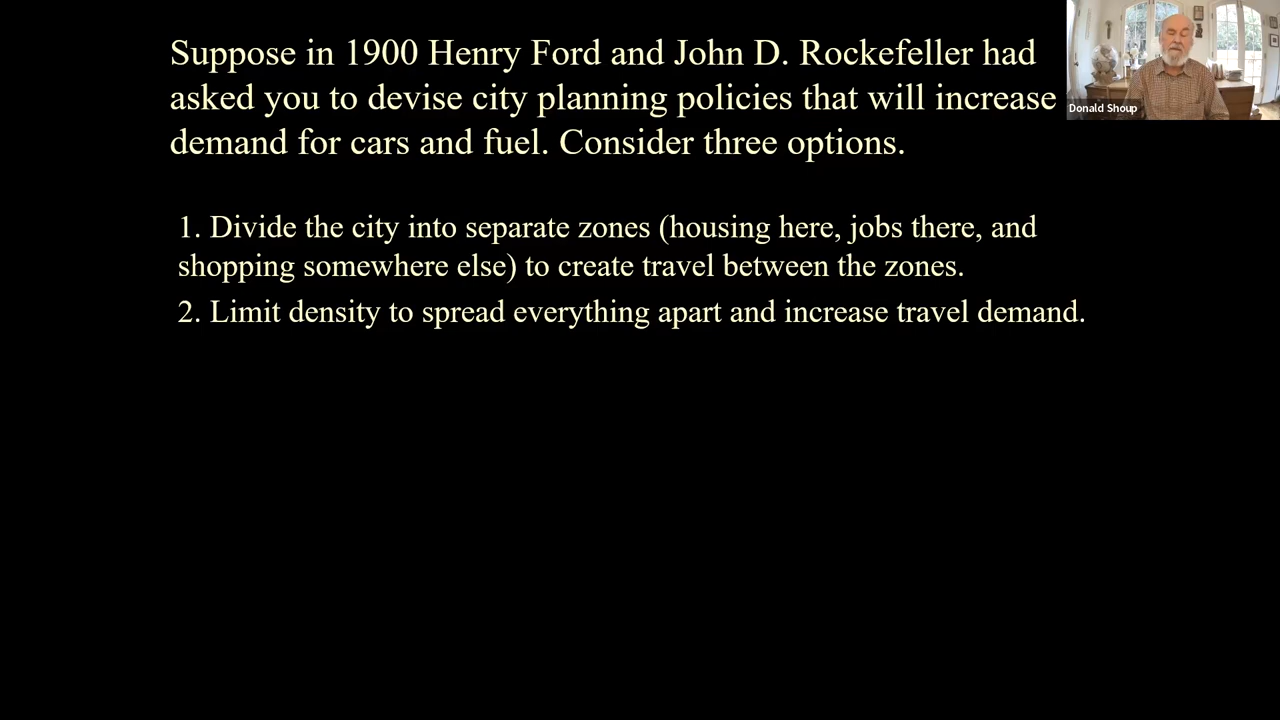 Suppose in 1900 Henry Ford and John D. Rockefeller had
asked you to devise city planning policies that will increase
demand for cars and fuel. Consider three options.
Donald Shoup
1. Divide the city into separate zones (housing here, jobs there, and
shopping somewhere else) to create travel between the zones.
2. Limit density to spread everything apart and increase travel demand.